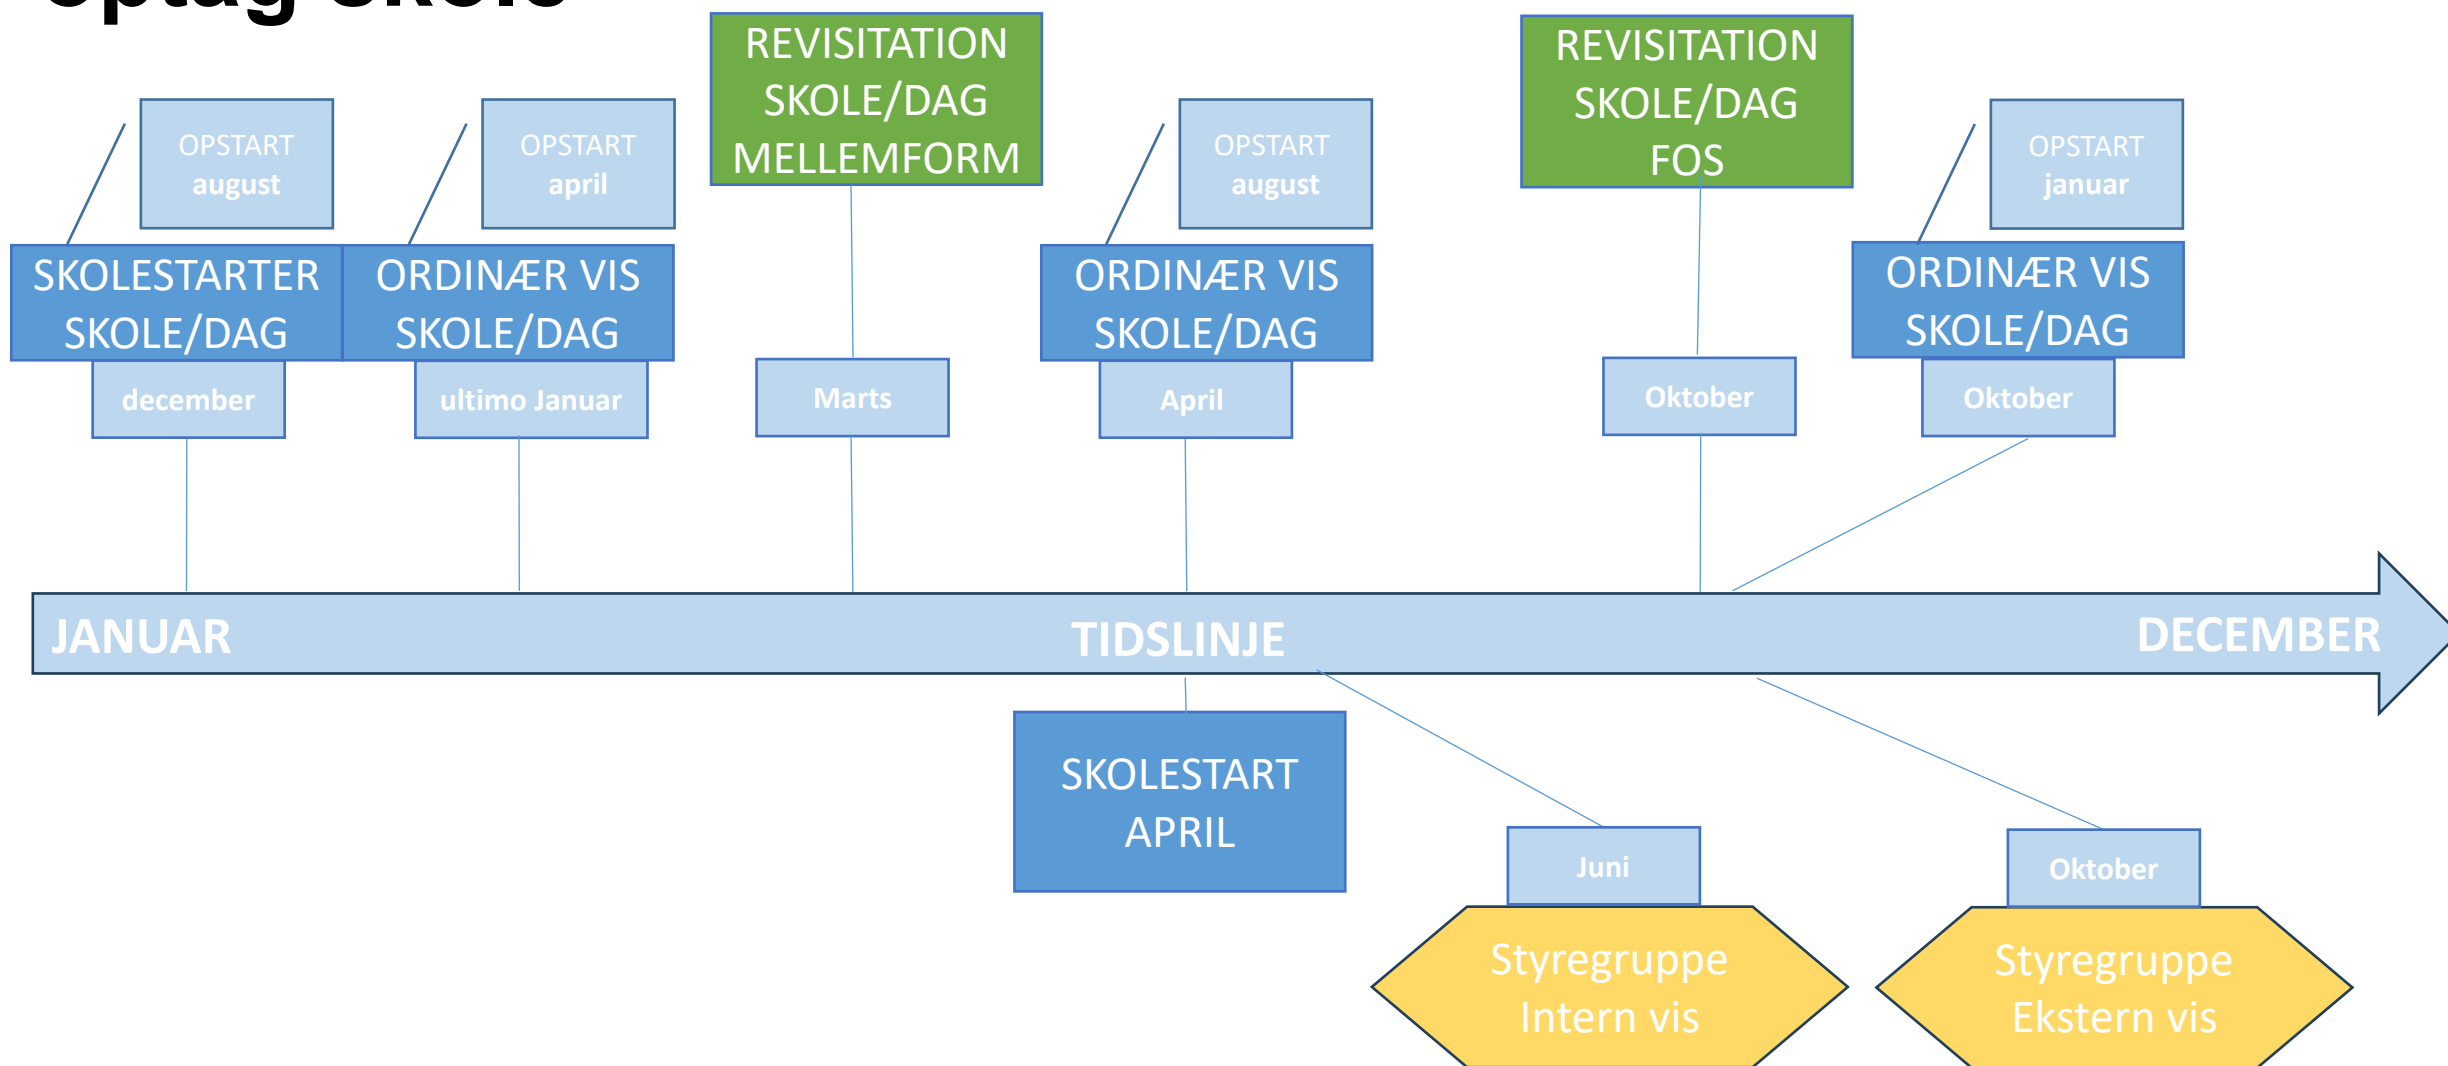 optag skole
REVISITATION
SKOLE/DAG
MELLEMFORM
REVISITATION
SKOLE/DAG
FOS
OPSTART
august
OPSTART
april
OPSTART
august
OPSTART
januar
SKOLESTARTER
SKOLE/DAG
ORDINÆR VIS
SKOLE/DAG
ORDINÆR VIS
SKOLE/DAG
ORDINÆR VIS
SKOLE/DAG
december
ultimo Januar
Marts
April
Oktober
Oktober
JANUAR
TIDSLINJE
DECEMBER
SKOLESTART
APRIL
Juni
Oktober
Styregruppe
Intern vis
Styregruppe
Ekstern vis